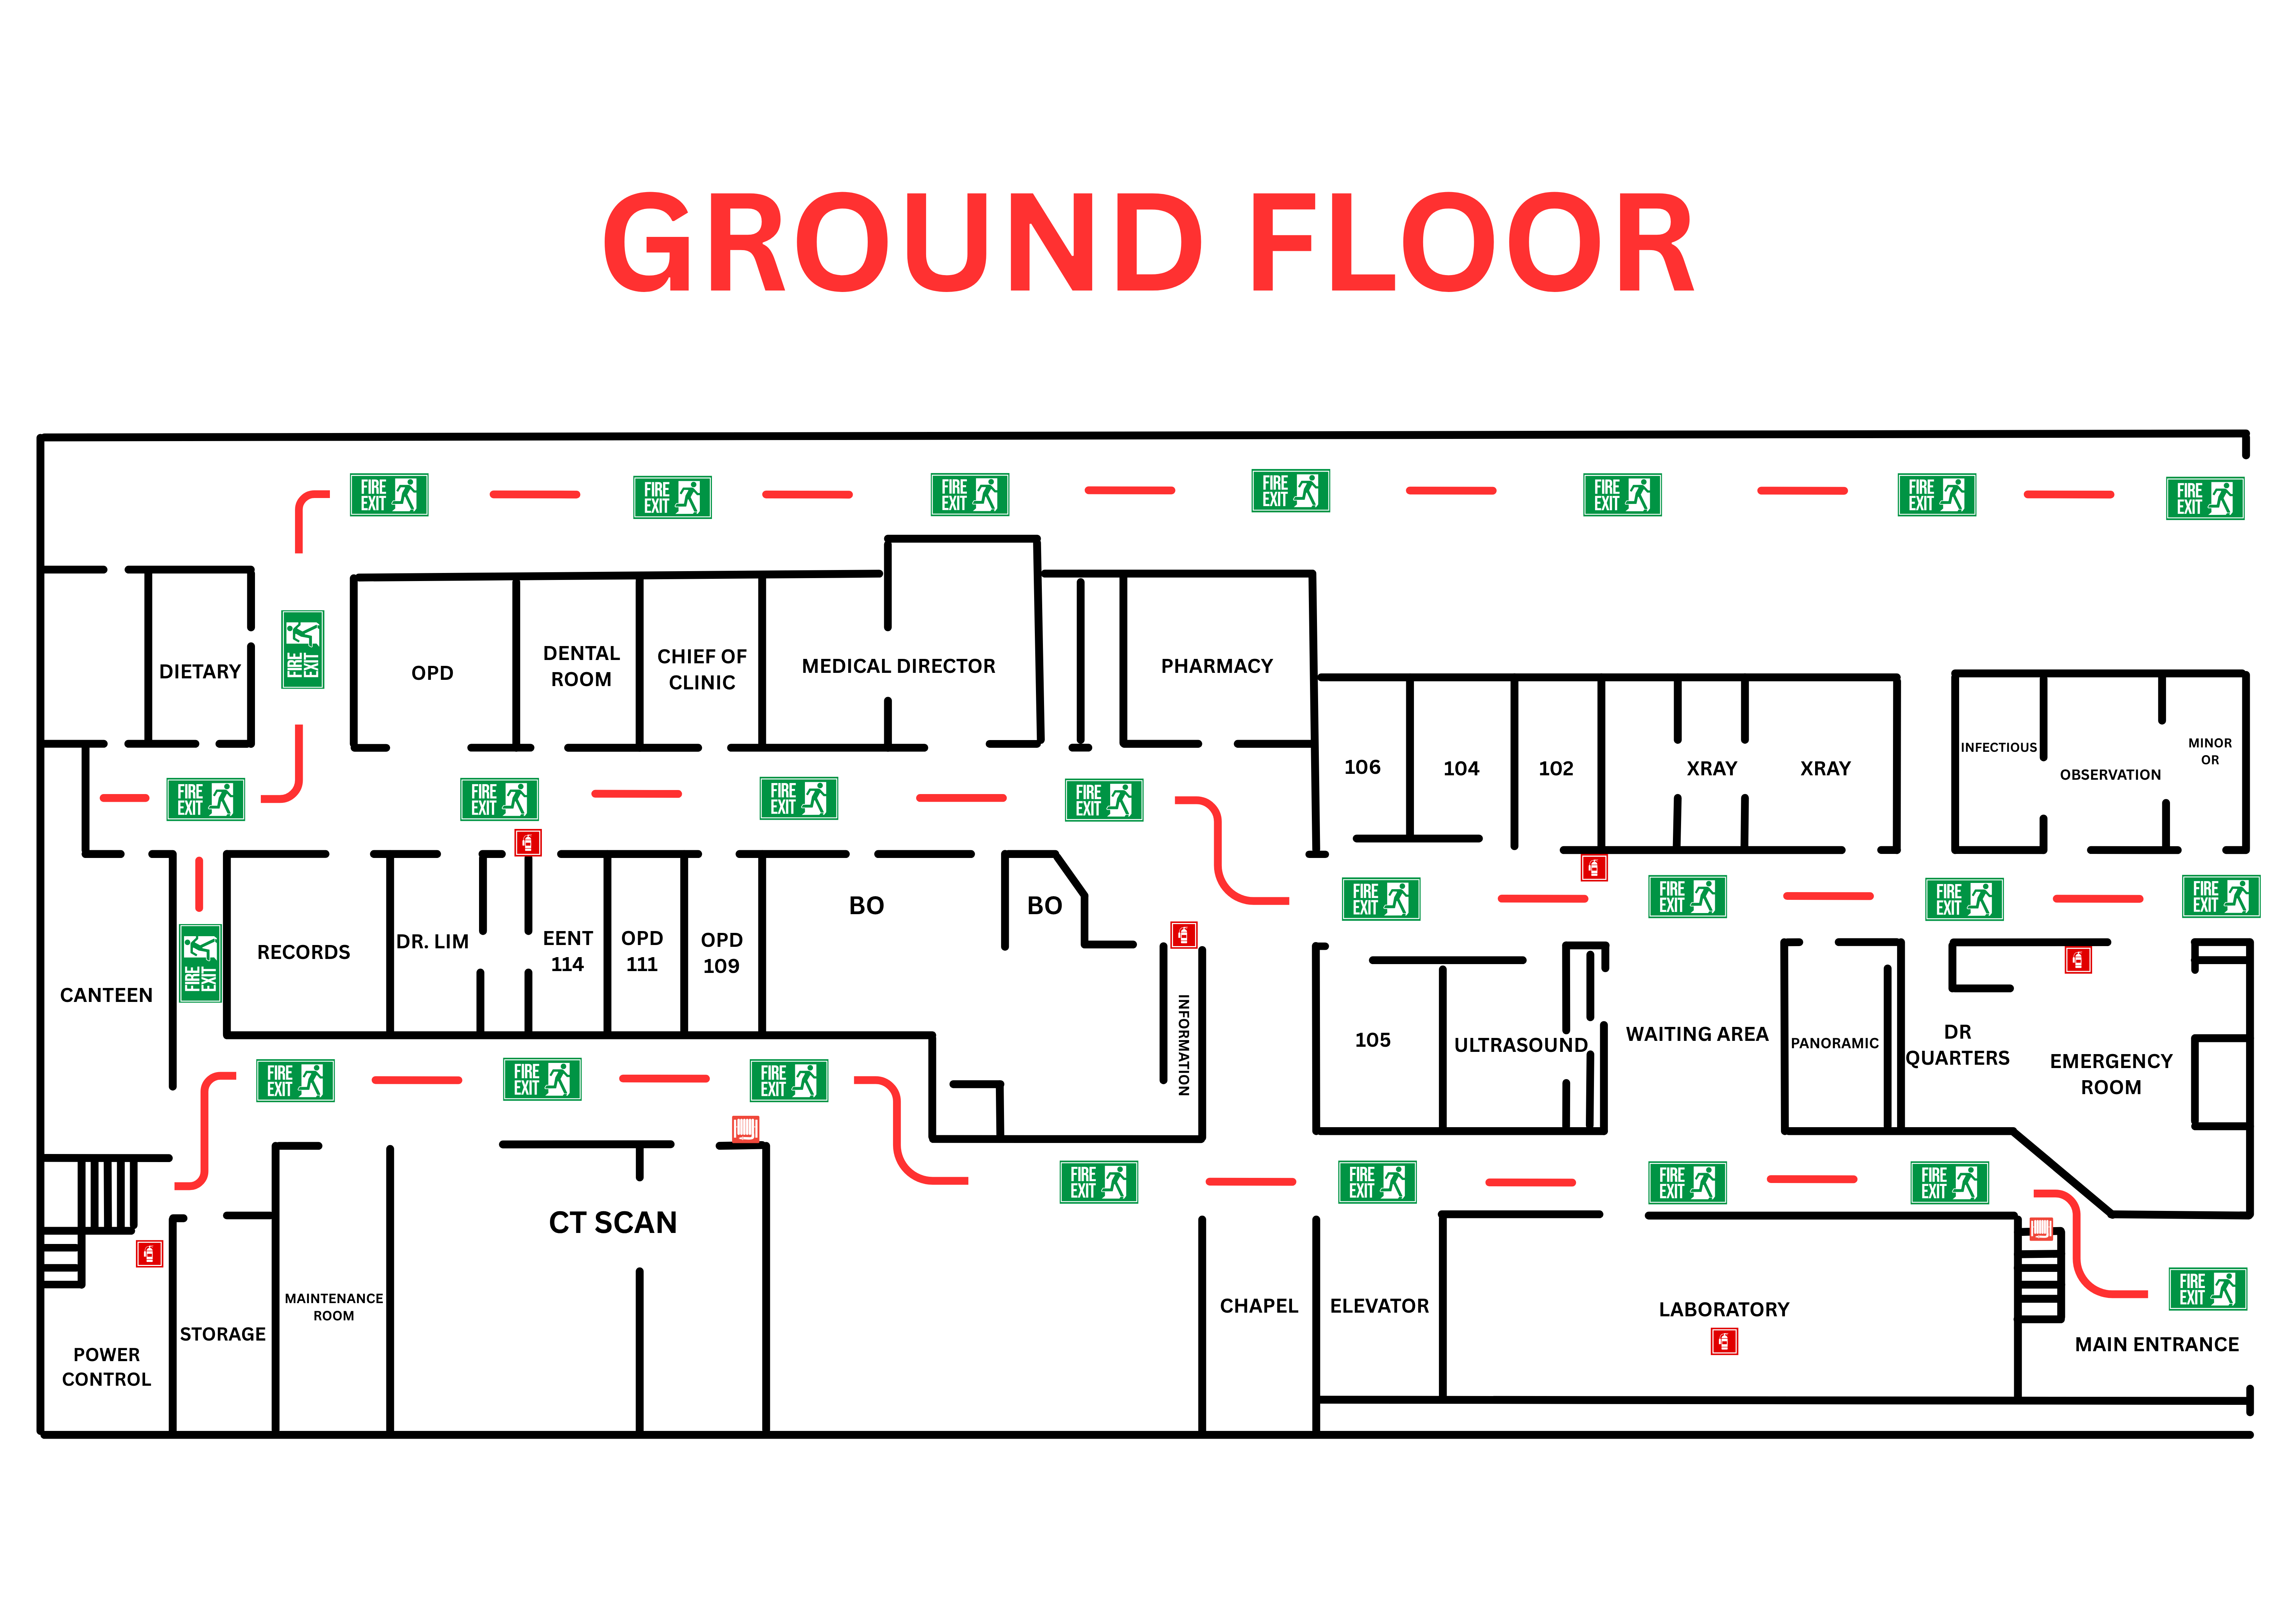 GROUND FLOOR
FIRE
EXIT
FIRE
EXIT
FIRE
EXIT
FIRE
EXIT
FIRE
EXIT
FIRE
EXIT
FIRE
EXIT
FIRE
EXIT
DIETARY
OPD
DENTAL
ROOM
CHIEF OF
CLINIC
MEDICAL DIRECTOR
PHARMACY
106
104
102
XRAY
XRAY
INFECTIOUS
OBSERVATION
MINOR
OR
FIRE
EXIT
FIRE
EXIT
FIRE
EXIT
FIRE
EXIT
FIRE
EXIT
FIRE
EXIT
FIRE
EXIT
FIRE
EXIT
CANTEEN
FIRE
EXIT
RECORDS
DR. LIM
EENT
114
OPD
111
OPD
109
BO
BO
INFORMATION
105
ULTRASOUND
WAITING AREA
PANORAMIC
DR
QUARTERS
EMERGENCY
ROOM
FIRE
EXIT
FIRE
EXIT
FIRE
EXIT
FIRE
EXIT
FIRE
EXIT
FIRE
EXIT
FIRE
EXIT
FIRE
EXIT
POWER
CONTROL
STORAGE
MAINTENANCE
ROOM
CT SCAN
CHAPEL
ELEVATOR
LABORATORY
MAIN ENTRANCE